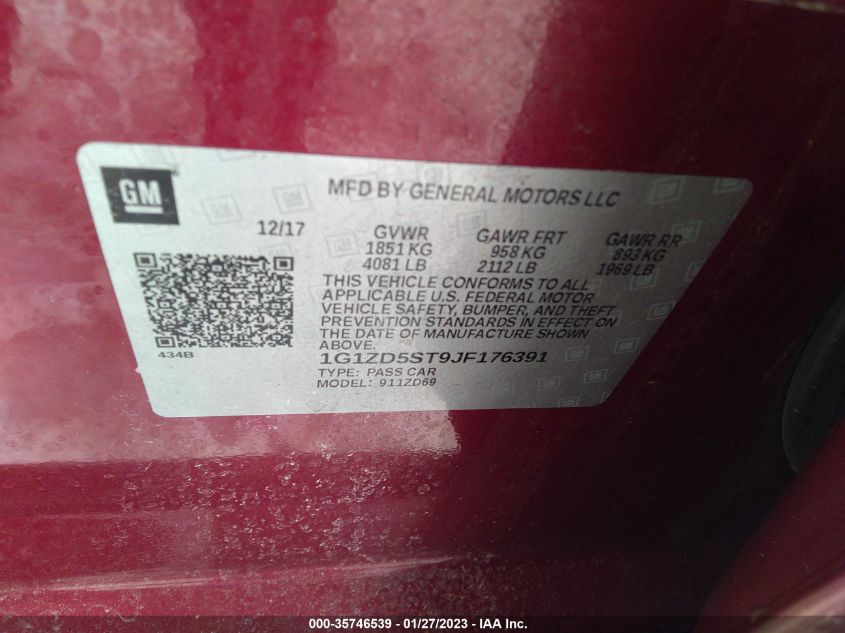 GM
MFD BY GENERAL MOTORS LLC
12/17
GVWR GAWR FRT GAWR RR
1851 KG 958 KG 893 KG
4081 LB 2112 LB 1969 LB
THIS VEHICLE CONFORMS TO ALL
APPLICABLE U.S. FEDERAL MOTOR
VEHICLE SAFETY, BUMPER, AND THEFT
PREVENTION STANDARDS IN EFFECT ON
THE DATE OF MANUFACTURE SHOWN
ABOVE.
434B
1G1ZD5ST9JF176391
TYPE: PASS CAR
MODEL: 911ZD69
000-35746539 - 01/27/2023 - IAA Inc.